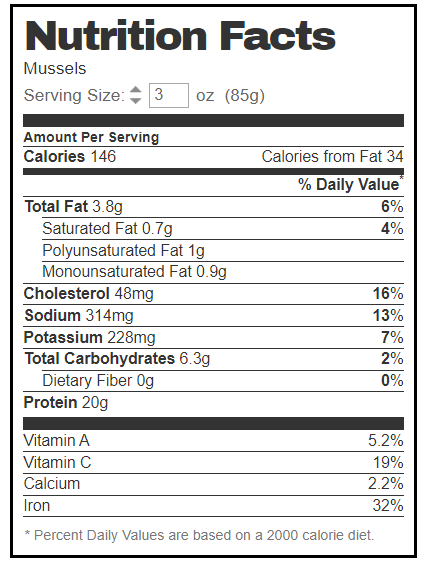 Nutrition Facts
Mussels
Serving Size: 3 oz (85g)
Amount Per Serving
Calories 146 Calories from Fat 34
% Daily Value*
Total Fat 3.8g 6%
Saturated Fat 0.7g 4%
Polyunsaturated Fat 1g
Monounsaturated Fat 0.9g
Cholesterol 48mg 16%
Sodium 314mg 13%
Potassium 228mg 7%
Total Carbohydrates 6.3g 2%
Dietary Fiber 0g 0%
Protein 20g
Vitamin A 5.2%
Vitamin C 19%
Calcium 2.2%
Iron 32%
* Percent Daily Values are based on a 2000 calorie diet.